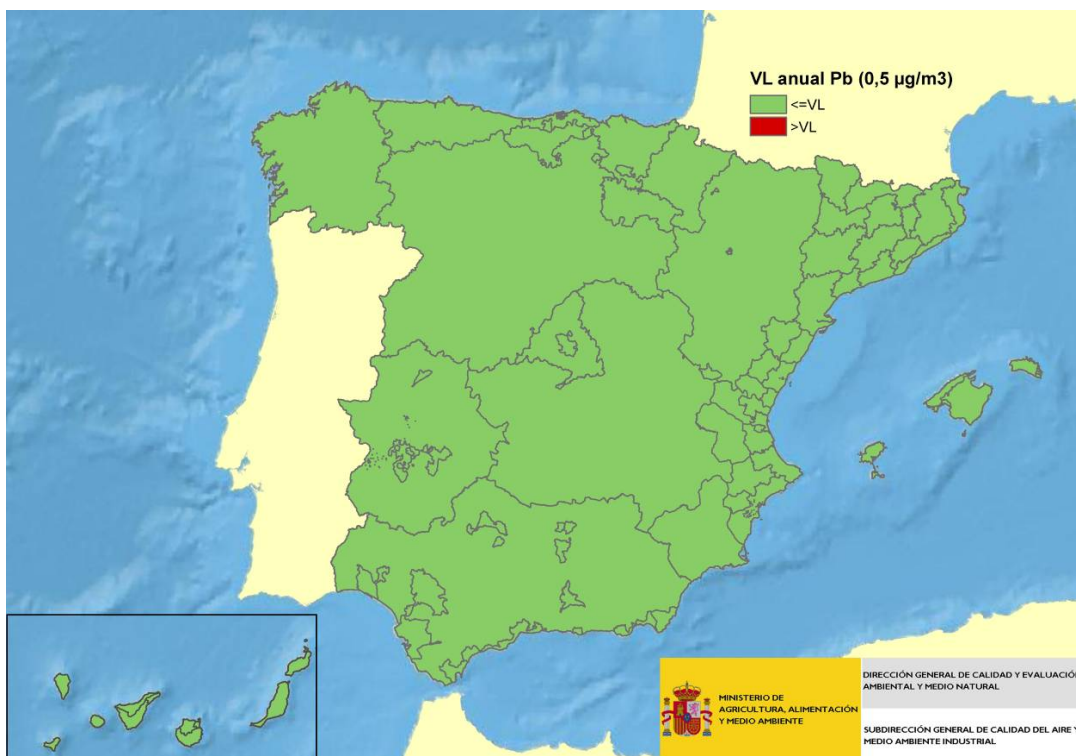 VL anual Pb (0,5 µg/m3)
<=VL
>VL
MINISTERIO DE
AGRICULTURA, ALIMENTACIÓN
Y MEDIO AMBIENTE
DIRECCIÓN GENERAL DE CALIDAD Y EVALUACIÓN
AMBIENTAL Y MEDIO NATURAL
SUBDIRECCIÓN GENERAL DE CALIDAD DEL AIRE Y
MEDIO AMBIENTE INDUSTRIAL